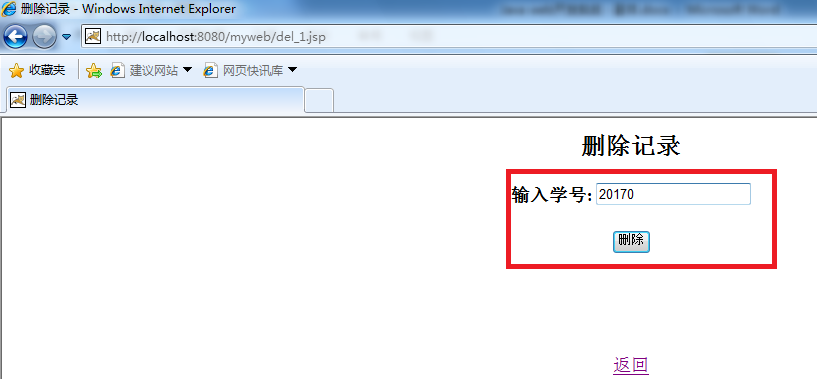 删除记录 - Windows Internet Explorer
http://localhost:8080/myweb/del_1.jsp
收藏夹 建议网站 网页快讯库
删除记录
删除记录
输入学号: 20170
删除
返回